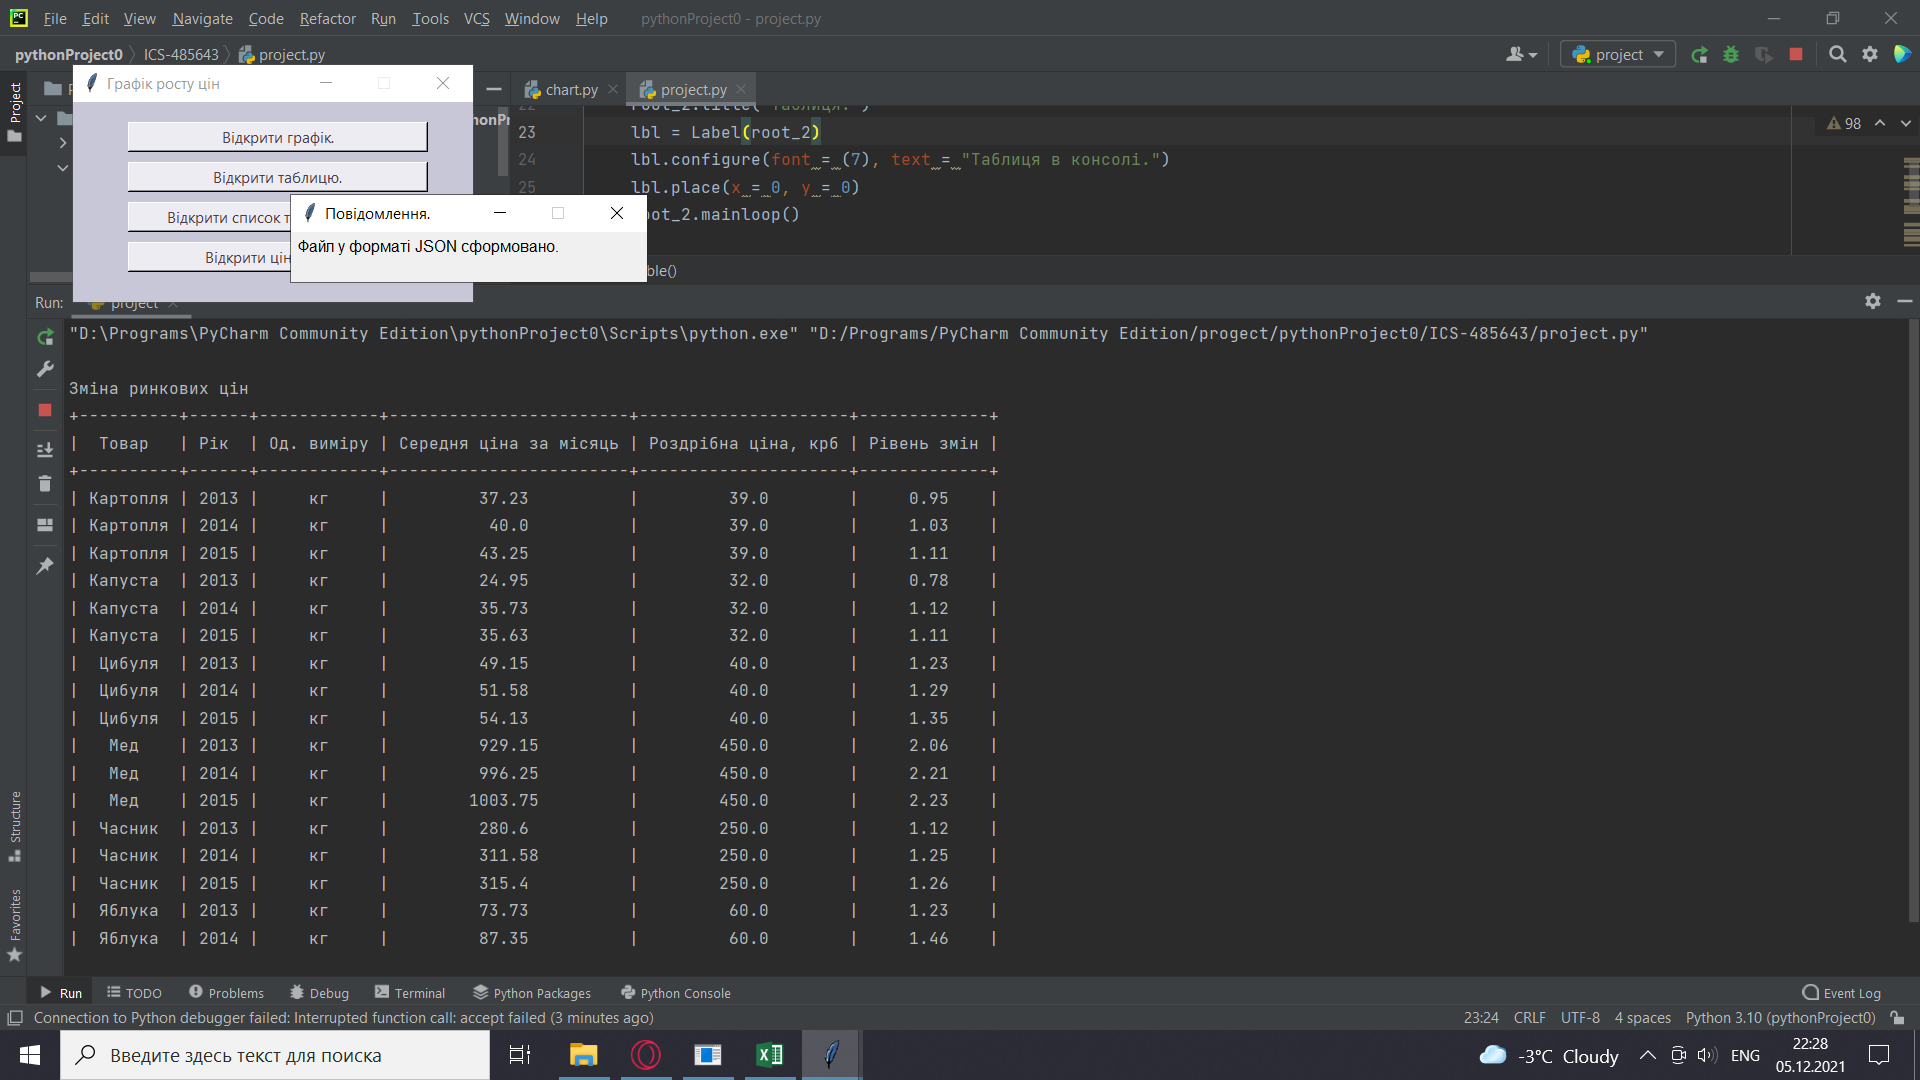 File Edit View Navigate Code Refactor Run Tools VCS Window Help pythonProject0 - project.py
pythonProject0 ICS-485643 project.py
project
Графік росту цін
Відкрити графік.
Відкрити таблицю.
Відкрити список т
Відкрити цін
Повідомлення.
Файл у форматі JSON сформовано.
chart.py project.py
98
23 lbl = Label(root_2)
24 lbl.configure(font = (7), text = "Таблиця в консолі.")
25 lbl.place(x = 0, y = 0)
oot_2.mainloop()
ble()
Project
Structure
Favorites
Run: project
"D:\Programs\PyCharm Community Edition\pythonProject0\Scripts\python.exe" "D:/Programs/PyCharm Community Edition/progect/pythonProject0/ICS-485643/project.py"
Зміна ринкових цін
+----------+------+------------+------------------------+---------------------+-------------+
| Товар | Рік | Од. виміру | Середня ціна за місяць | Роздрібна ціна, крб | Рівень змін |
+----------+------+------------+------------------------+---------------------+-------------+
| Картопля | 2013 | кг | 37.23 | 39.0 | 0.95 |
| Картопля | 2014 | кг | 40.0 | 39.0 | 1.03 |
| Картопля | 2015 | кг | 43.25 | 39.0 | 1.11 |
| Капуста | 2013 | кг | 24.95 | 32.0 | 0.78 |
| Капуста | 2014 | кг | 35.73 | 32.0 | 1.12 |
| Капуста | 2015 | кг | 35.63 | 32.0 | 1.11 |
| Цибуля | 2013 | кг | 49.15 | 40.0 | 1.23 |
| Цибуля | 2014 | кг | 51.58 | 40.0 | 1.29 |
| Цибуля | 2015 | кг | 54.13 | 40.0 | 1.35 |
| Мед | 2013 | кг | 929.15 | 450.0 | 2.06 |
| Мед | 2014 | кг | 996.25 | 450.0 | 2.21 |
| Мед | 2015 | кг | 1003.75 | 450.0 | 2.23 |
| Часник | 2013 | кг | 280.6 | 250.0 | 1.12 |
| Часник | 2014 | кг | 311.58 | 250.0 | 1.25 |
| Часник | 2015 | кг | 315.4 | 250.0 | 1.26 |
| Яблука | 2013 | кг | 73.73 | 60.0 | 1.23 |
| Яблука | 2014 | кг | 87.35 | 60.0 | 1.46 |
Run TODO Problems Debug Terminal Python Packages Python Console Event Log
Connection to Python debugger failed: Interrupted function call: accept failed (3 minutes ago) 23:24 CRLF UTF-8 4 spaces Python 3.10 (pythonProject0)
Введите здесь текст для поиска
-3°C Cloudy ENG 22:28
05.12.2021